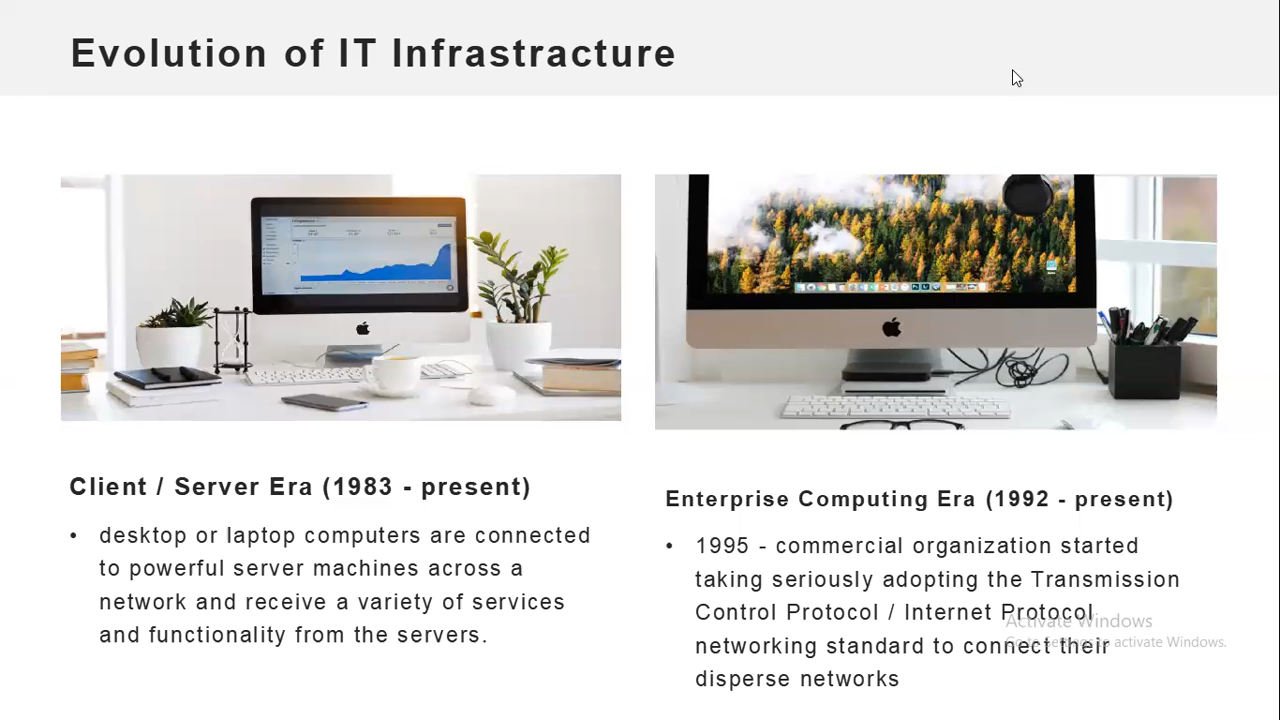 Evolution of IT Infrastracture
Client / Server Era (1983 - present)
• desktop or laptop computers are connected
to powerful server machines across a
network and receive a variety of services
and functionality from the servers.
Enterprise Computing Era (1992 - present)
• 1995 - commercial organization started
taking seriously adopting the Transmission
Control Protocol / Internet Protocol
networking standard to connect their
disperse networks
Activate Windows
Go to Settings to activate Windows.